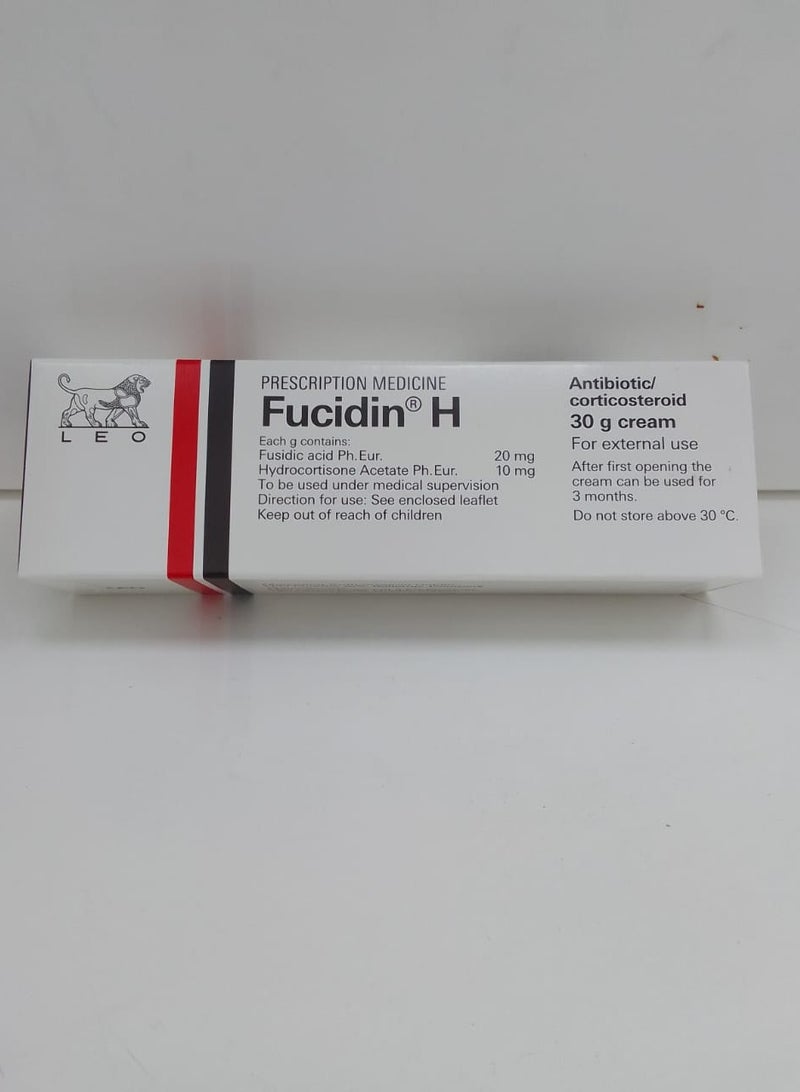 LEO
PRESCRIPTION MEDICINE
Fucidin® H
Each g contains:
Fusidic acid Ph.Eur. 20 mg
Hydrocortisone Acetate Ph.Eur. 10 mg
To be used under medical supervision
Direction for use: See enclosed leaflet
Keep out of reach of children
Antibiotic/
corticosteroid
30 g cream
For external use
After first opening the
cream can be used for
3 months.
Do not store above 30 °C.